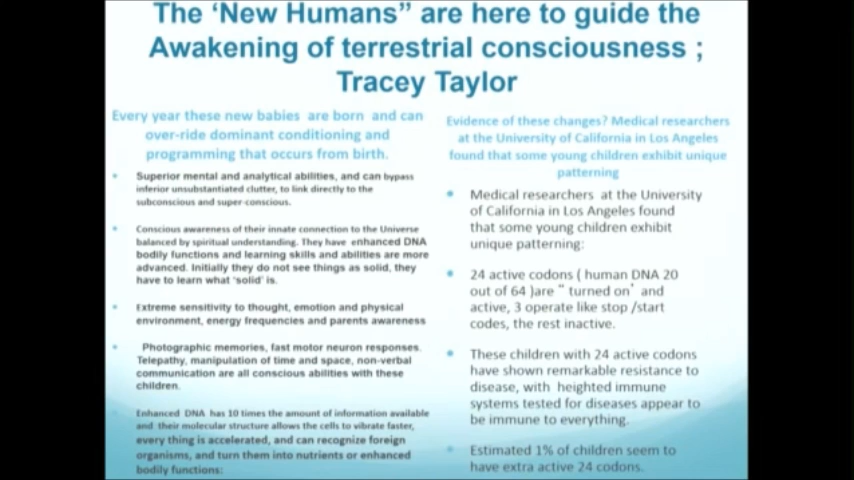 The ‘New Humans” are here to guide the
Awakening of terrestrial consciousness ;
Tracey Taylor
Every year these new babies are born and can
over-ride dominant conditioning and
programming that occurs from birth.
• Superior mental and analytical abilities, and can bypass
inferior unsubstantiated clutter, to link directly to the
subconscious and super-conscious.
• Conscious awareness of their innate connection to the Universe
balanced by spiritual understanding. They have enhanced DNA
bodily functions and learning skills and abilities are more
advanced. Initially they do not see things as solid, they
have to learn what ‘solid’ is.
• Extreme sensitivity to thought, emotion and physical
environment, energy frequencies and parents awareness
• Photographic memories, fast motor neuron responses.
Telepathy, manipulation of time and space, non-verbal
communication are all conscious abilities with these
children.
• Enhanced DNA has 10 times the amount of information available
and their molecular structure allows the cells to vibrate faster,
every thing is accelerated, and can recognize foreign
organisms, and turn them into nutrients or enhanced
bodily functions:
Evidence of these changes? Medical researchers
at the University of California in Los Angeles
found that some young children exhibit unique
patterning
• Medical researchers at the University
of California in Los Angeles found
that some young children exhibit
unique patterning:
• 24 active codons ( human DNA 20
out of 64 )are “ turned on’ and
active, 3 operate like stop /start
codes, the rest inactive.
• These children with 24 active codons
have shown remarkable resistance to
disease, with heighted immune
systems tested for diseases appear to
be immune to everything.
• Estimated 1% of children seem to
have extra active 24 codons.